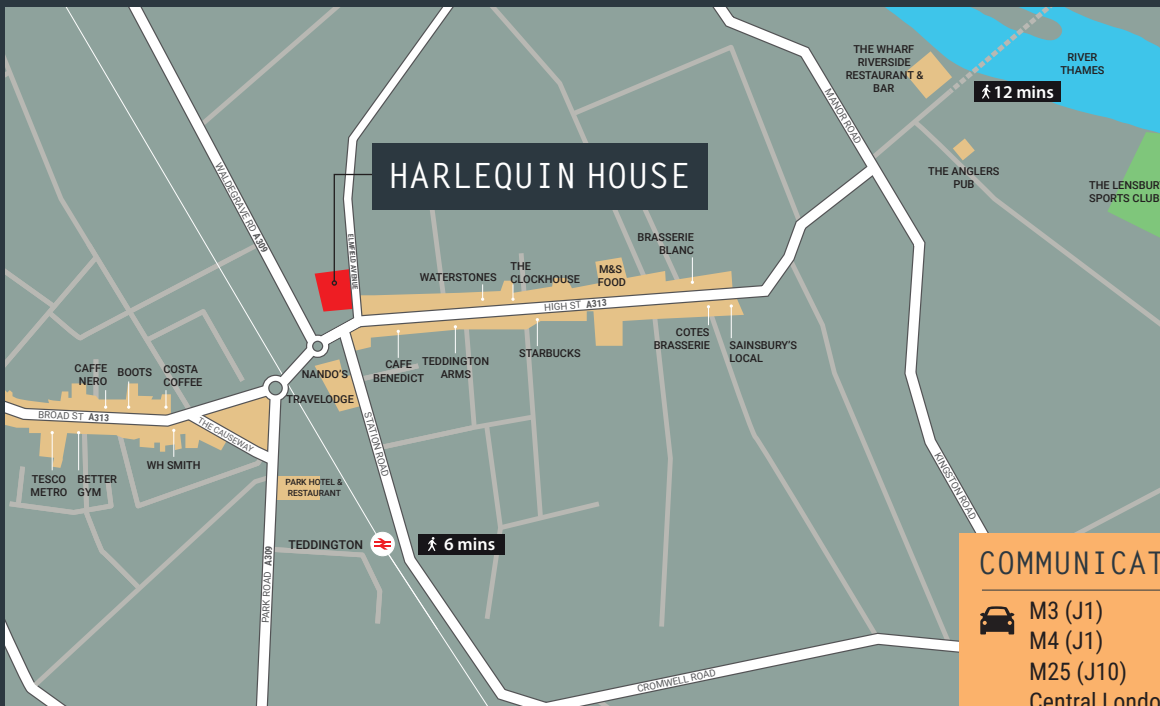 THE WHARF
RIVERSIDE
RESTAURANT &
BAR
RIVER
THAMES
12 mins
MANOR ROAD
THE ANGLERS
PUB
THE LENSBUR
SPORTS CLUB
WALDEGRAVE RD A309
HARLEQUIN HOUSE
ELMFIELD AVENUE
BRASSERIE
BLANC
WATERSTONES
THE
CLOCKHOUSE
M&S
FOOD
HIGH ST A313
COTES
BRASSERIE
SAINSBURY'S
LOCAL
STARBUCKS
CAFE
BENEDICT
TEDDINGTON
ARMS
NANDO'S
TRAVELODGE
CAFFE
NERO
BOOTS
COSTA
COFFEE
BROAD ST A313
THE CAUSEWAY
STATION ROAD
WH SMITH
TESCO
METRO
BETTER
GYM
PARK HOTEL &
RESTAURANT
KINGSTON ROAD
TEDDINGTON
6 mins
PARK ROAD A309
CROMWELL ROAD
COMMUNICAT
M3 (J1)
M4 (J1)
M25 (J10)
Central Londo